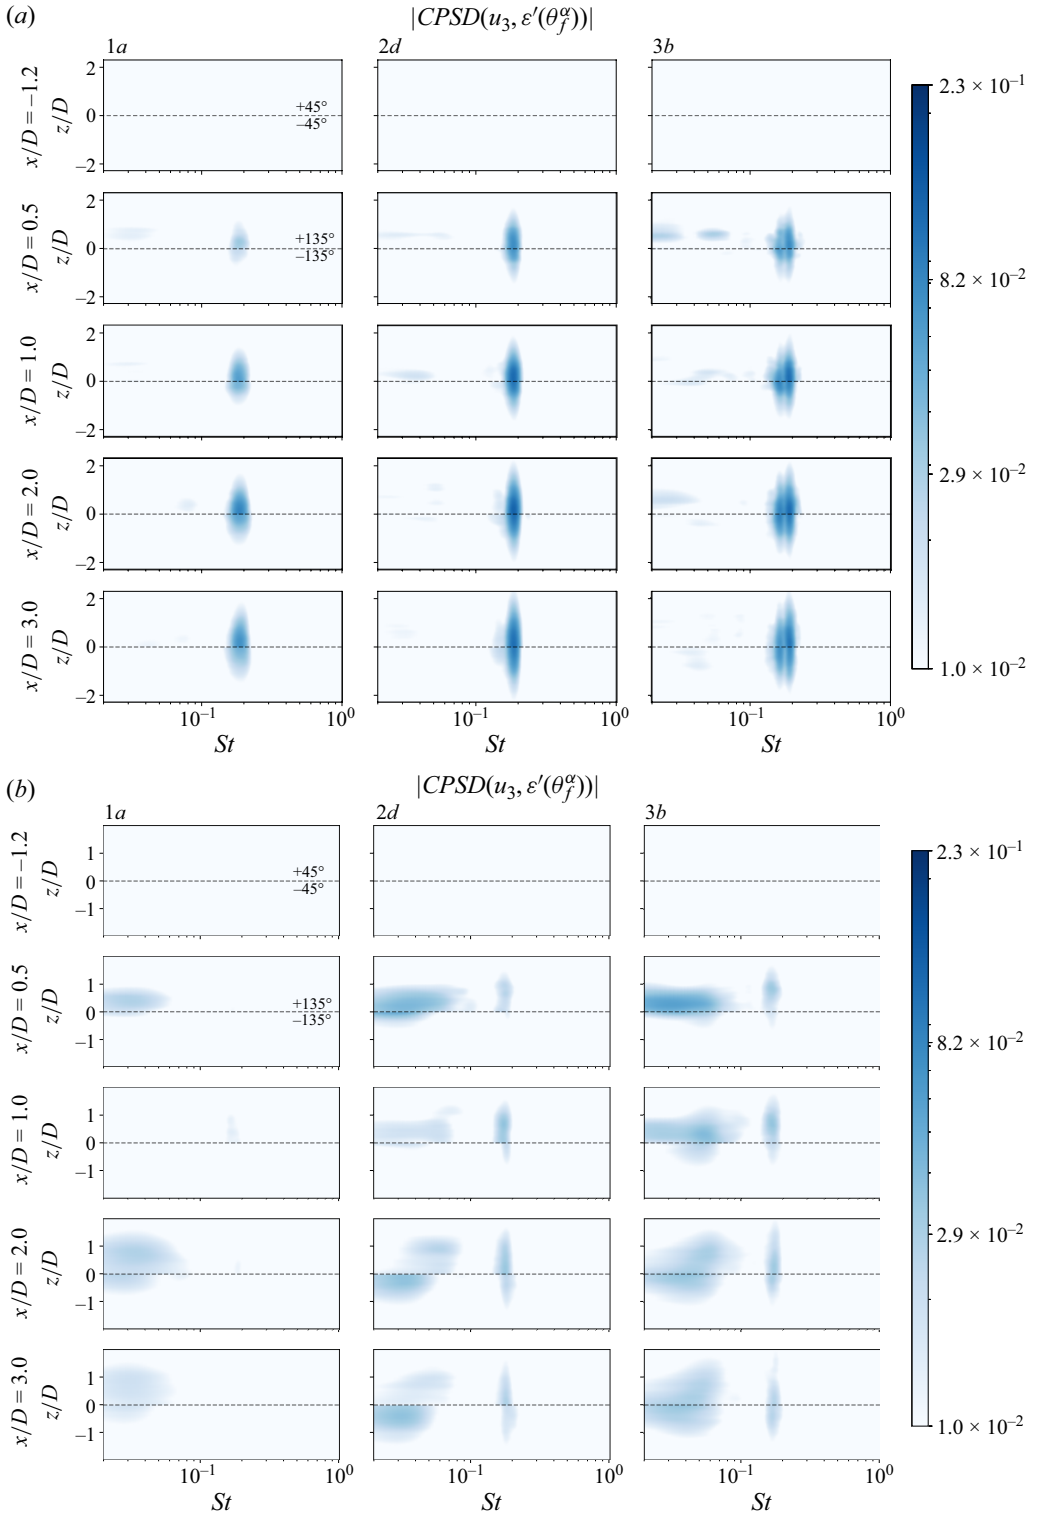 (a) |CPSD(u₃, ε′(θ_f^α))|
1a 2d 3b
x/D = −1.2 z/D 2 0 −2 +45° −45°
x/D = 0.5 z/D 2 0 −2 +135° −135°
x/D = 1.0 z/D 2 0 −2
x/D = 2.0 z/D 2 0 −2
x/D = 3.0 z/D 2 0 −2
10⁻¹ 10⁰ 10⁻¹ 10⁰ 10⁻¹ 10⁰
St St St
2.3 × 10⁻¹
8.2 × 10⁻²
2.9 × 10⁻²
1.0 × 10⁻²
(b) |CPSD(u₃, ε′(θ_f^α))|
1a 2d 3b
x/D = −1.2 z/D 1 0 −1 +45° −45°
x/D = 0.5 z/D 1 0 −1 +135° −135°
x/D = 1.0 z/D 1 0 −1
x/D = 2.0 z/D 1 0 −1
x/D = 3.0 z/D 1 0 −1
10⁻¹ 10⁰ 10⁻¹ 10⁰ 10⁻¹ 10⁰
St St St
2.3 × 10⁻¹
8.2 × 10⁻²
2.9 × 10⁻²
1.0 × 10⁻²